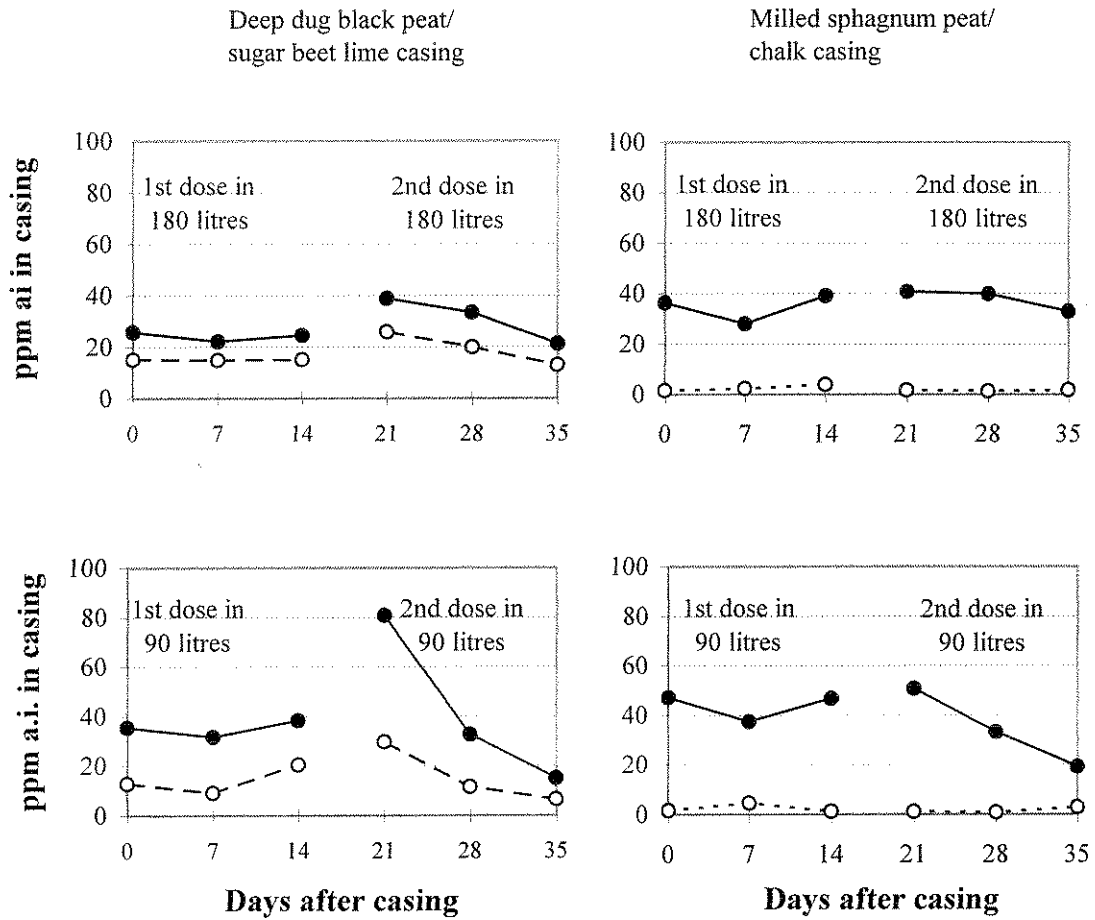 Deep dug black peat/
sugar beet lime casing
Milled sphagnum peat/
chalk casing
ppm ai in casing
100
80
60
40
20
0
1st dose in
180 litres
2nd dose in
180 litres
0 7 14 21 28 35
100
80
60
40
20
0
1st dose in
180 litres
2nd dose in
180 litres
0 7 14 21 28 35
ppm a.i. in casing
100
80
60
40
20
0
1st dose in
90 litres
2nd dose in
90 litres
0 7 14 21 28 35
Days after casing
100
80
60
40
20
0
1st dose in
90 litres
2nd dose in
90 litres
0 7 14 21 28 35
Days after casing